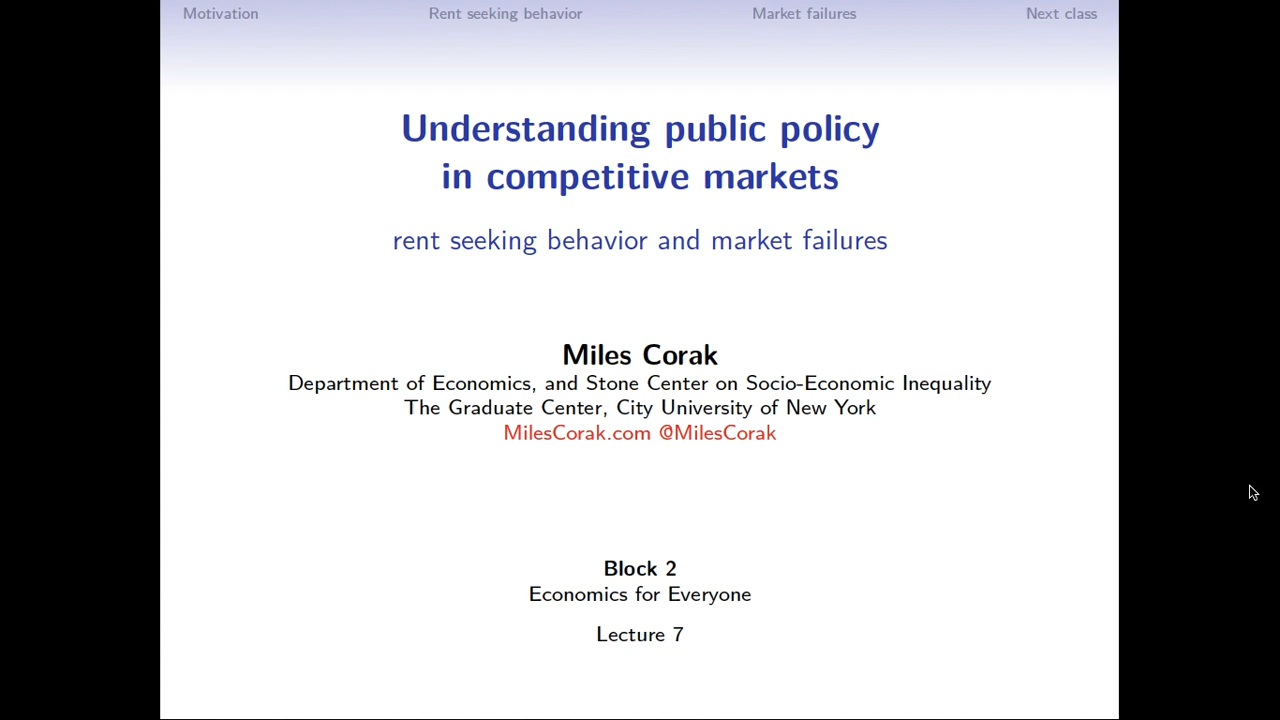 Motivation Rent seeking behavior Market failures Next class
Understanding public policy
in competitive markets
rent seeking behavior and market failures
Miles Corak
Department of Economics, and Stone Center on Socio-Economic Inequality
The Graduate Center, City University of New York
MilesCorak.com @MilesCorak
Block 2
Economics for Everyone
Lecture 7